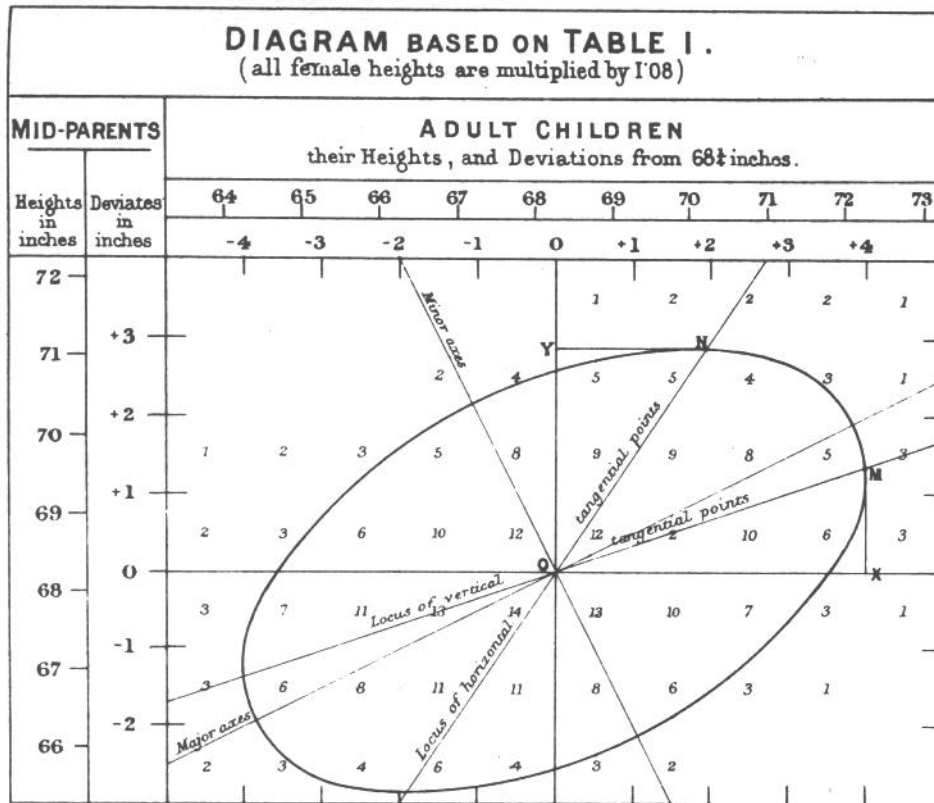 DIAGRAM BASED ON TABLE I.
(all female heights are multiplied by 1·08)
MID-PARENTS
ADULT CHILDREN
their Heights, and Deviations from 68¼ inches.
Heights in inches
Deviates in inches
64 65 66 67 68 69 70 71 72 73
-4 -3 -2 -1 0 +1 +2 +3 +4
72
1 2 2 2 1
+3
Minor axes
71
Y N
2 4 5 5 4 3 1
+2
70
1 2 3 5 8 9 9 8 5 3
tangential points
M
+1
69
2 3 6 10 12 12 2 10 6 3
tangential points
0
O X
68
3 7 11 13 14 13 10 7 3 1
Locus of vertical
-1
67
3 6 8 11 11 8 6 3 1
Locus of horizontal
-2
Major axes
66
2 3 4 6 4 3 2